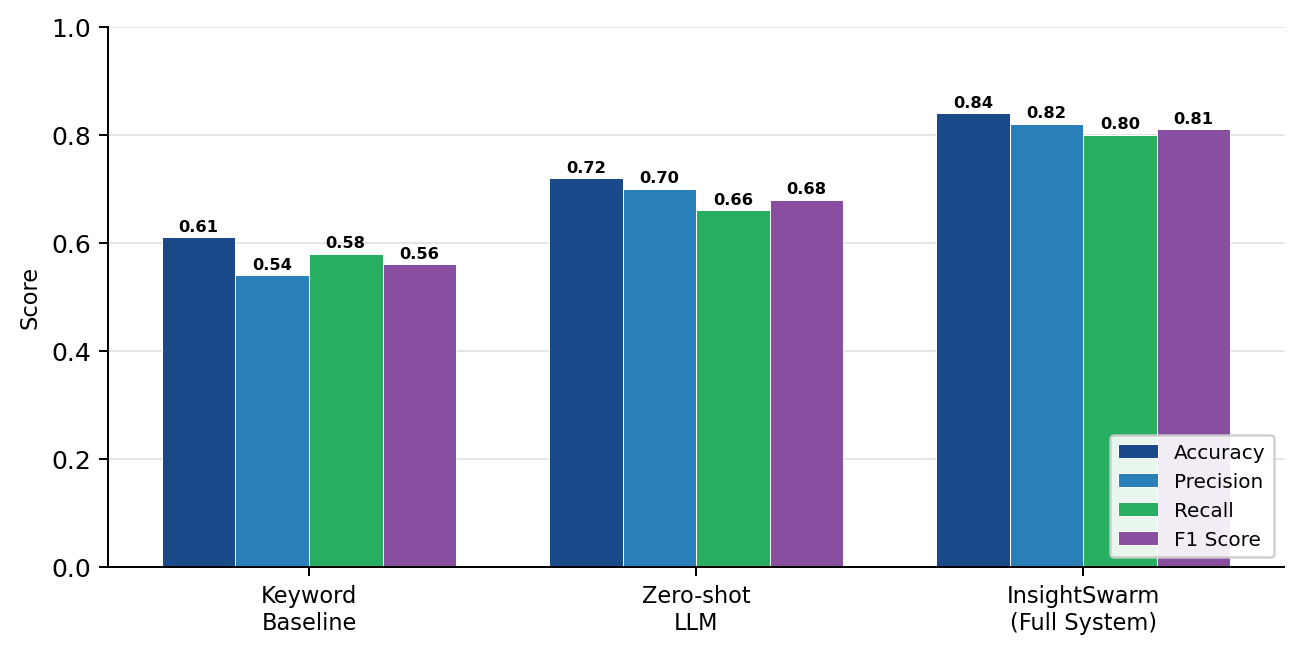 1.0
0.8
0.6
0.4
0.2
0.0
Score
0.61
0.54
0.58
0.56
0.72
0.70
0.66
0.68
0.84
0.82
0.80
0.81
Accuracy
Precision
Recall
F1 Score
Keyword
Baseline
Zero-shot
LLM
InsightSwarm
(Full System)